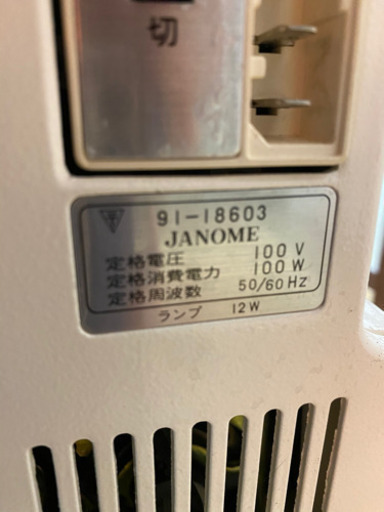 切
91-18603
JANOME
定格電圧 100 V
定格消費電力 100 W
定格周波数 50/60 Hz
ランプ 12W